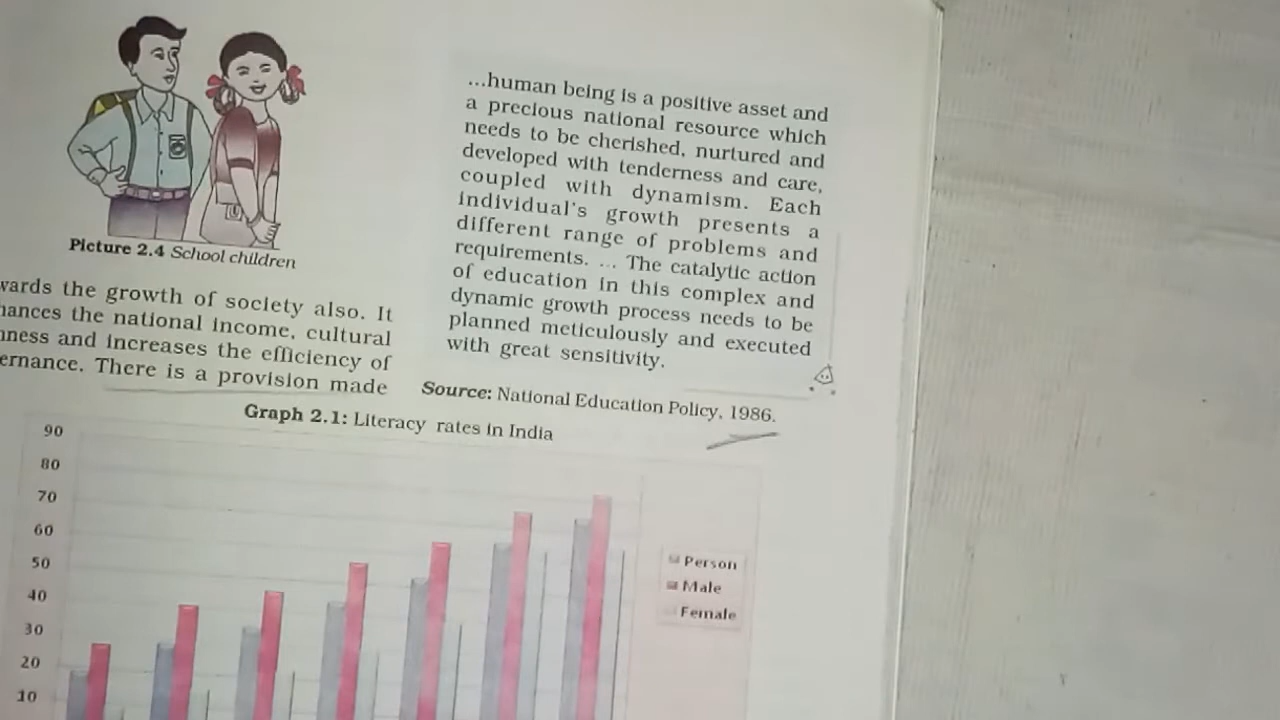 Picture 2.4 School children
wards the growth of society also. It
ances the national income, cultural
ness and increases the efficiency of
ernance. There is a provision made
...human being is a positive asset and
a precious national resource which
needs to be cherished, nurtured and
developed with tenderness and care,
coupled with dynamism. Each
individual's growth presents a
different range of problems and
requirements. ... The catalytic action
of education in this complex and
dynamic growth process needs to be
planned meticulously and executed
with great sensitivity.
Source: National Education Policy, 1986.
Graph 2.1: Literacy rates in India
90
80
70
60
50
40
30
20
10
Person
Male
Female